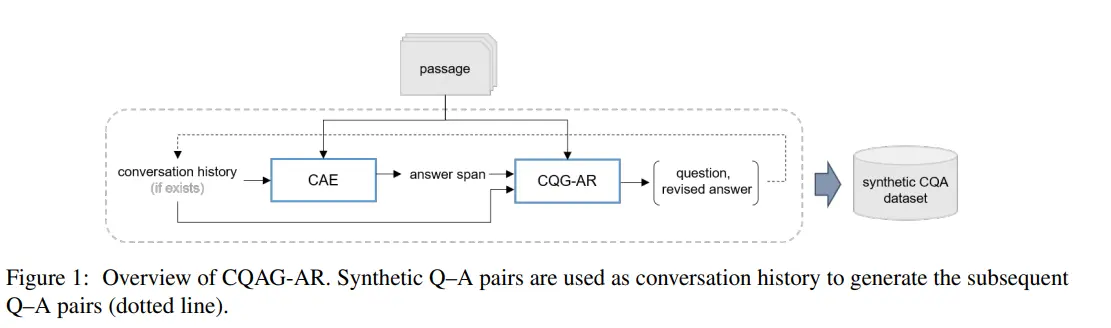 passage
conversation history
(if exists)
CAE
answer span
CQG-AR
question,
revised answer
synthetic CQA
dataset
Figure 1: Overview of CQAG-AR. Synthetic Q–A pairs are used as conversation history to generate the subsequent
Q–A pairs (dotted line).